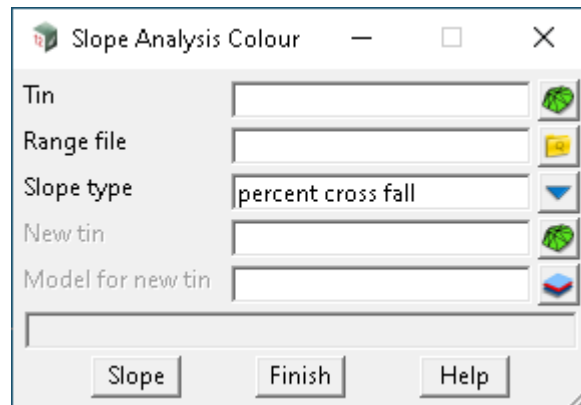 Slope Analysis Colour
Tin
Range file
Slope type percent cross fall
New tin
Model for new tin
Slope Finish Help